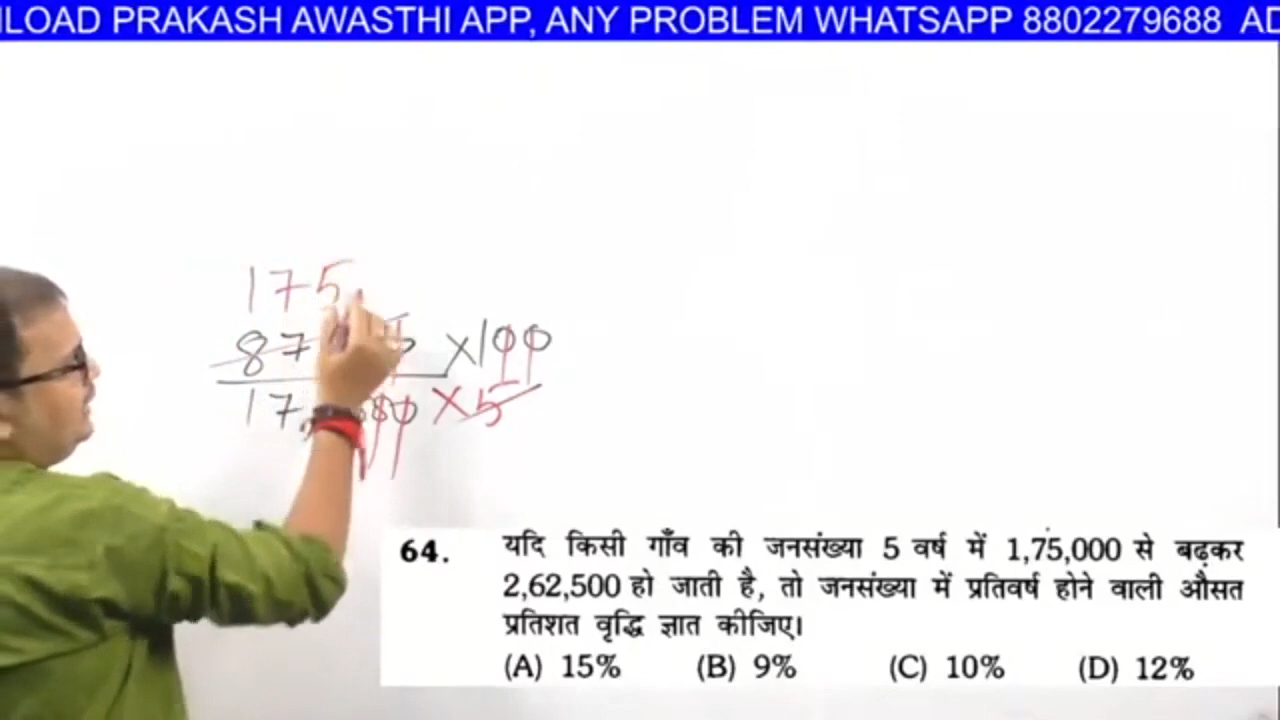 NLOAD PRAKASH AWASTHI APP, ANY PROBLEM WHATSAPP 8802279688 AD
175
×100
×5
64. यदि किसी गाँव की जनसंख्या 5 वर्ष में 1,75,000 से बढ़कर
2,62,500 हो जाती है, तो जनसंख्या में प्रतिवर्ष होने वाली औसत
प्रतिशत वृद्धि ज्ञात कीजिए।
(A) 15% (B) 9% (C) 10% (D) 12%